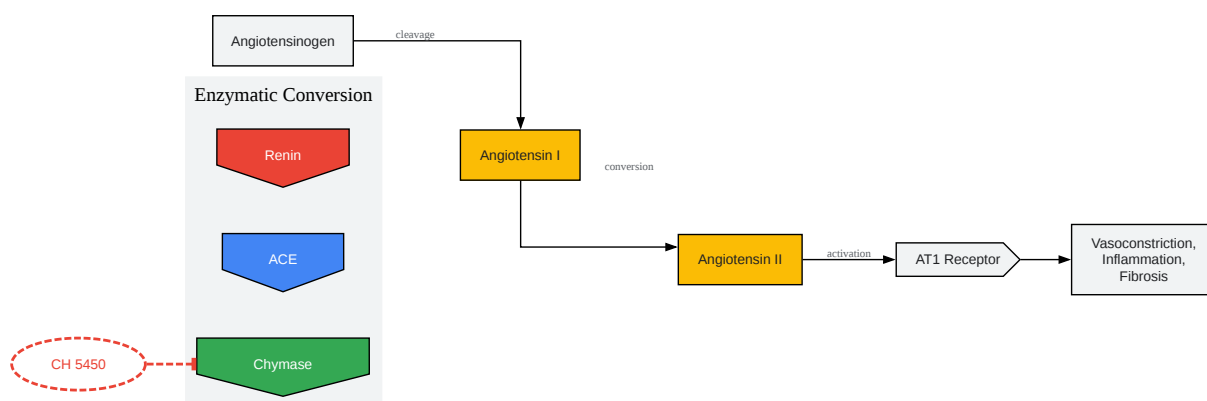 Angiotensinogen
cleavage
Enzymatic Conversion
Renin
Angiotensin I
conversion
ACE
Angiotensin II
activation
AT1 Receptor
Vasoconstriction,
Inflammation,
Fibrosis
CH 5450
Chymase